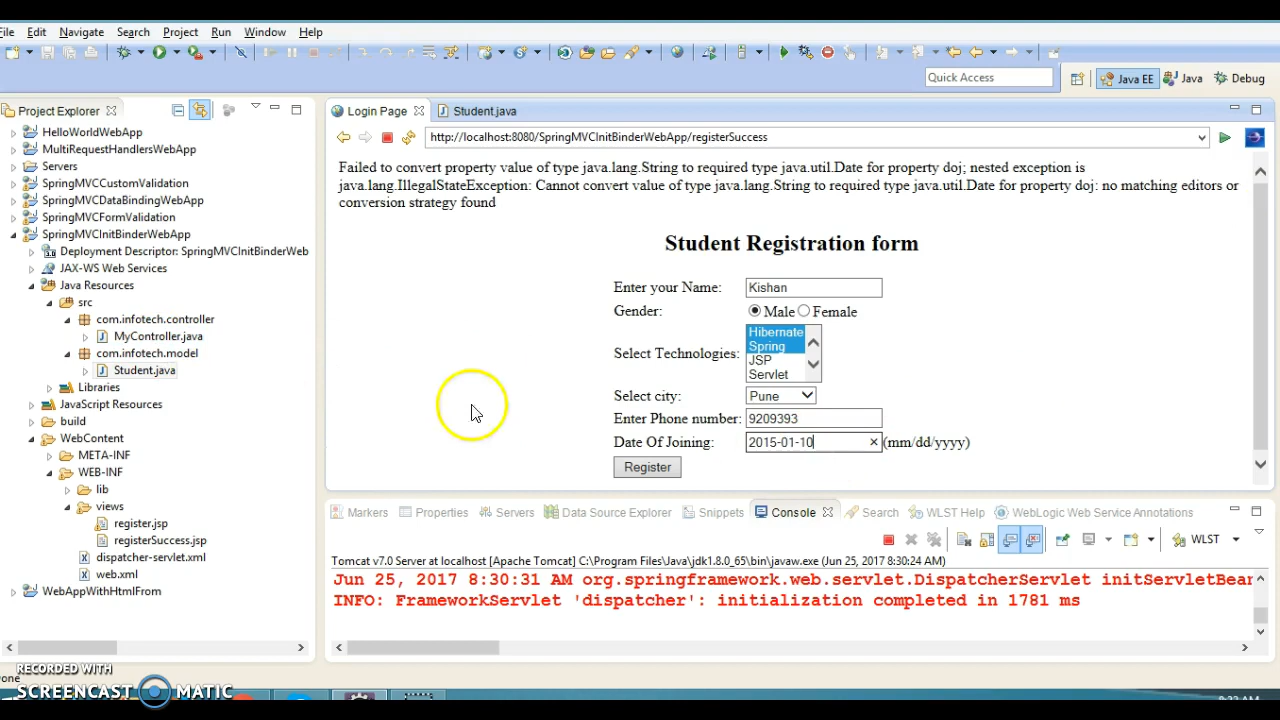 File Edit Navigate Search Project Run Window Help
Quick Access
Java EE
Java
Debug
Project Explorer
HelloWorldWebApp
MultiRequestHandlersWebApp
Servers
SpringMVCCustomValidation
SpringMVCDataBindingWebApp
SpringMVCFormValidation
SpringMVCInitBinderWebApp
Deployment Descriptor: SpringMVCInitBinderWeb
JAX-WS Web Services
Java Resources
src
com.infotech.controller
MyController.java
com.infotech.model
Student.java
Libraries
JavaScript Resources
build
WebContent
META-INF
WEB-INF
lib
views
register.jsp
registerSuccess.jsp
dispatcher-servlet.xml
web.xml
WebAppWithHtmlFrom
Login Page
Student.java
http://localhost:8080/SpringMVCInitBinderWebApp/registerSuccess
Failed to convert property value of type java.lang.String to required type java.util.Date for property doj; nested exception is
java.lang.IllegalStateException: Cannot convert value of type java.lang.String to required type java.util.Date for property doj: no matching editors or
conversion strategy found
Student Registration form
Enter your Name: Kishan
Gender: Male Female
Select Technologies:
Hibernate
Spring
JSP
Servlet
Select city: Pune
Enter Phone number: 9209393
Date Of Joining: 2015-01-10 × (mm/dd/yyyy)
Register
Markers Properties Servers Data Source Explorer Snippets Console Search WLST Help WebLogic Web Service Annotations
WLST
Tomcat v7.0 Server at localhost [Apache Tomcat] C:\Program Files\Java\jdk1.8.0_65\bin\javaw.exe (Jun 25, 2017 8:30:24 AM)
Jun 25, 2017 8:30:31 AM org.springframework.web.servlet.DispatcherServlet initServletBean
INFO: FrameworkServlet 'dispatcher': initialization completed in 1781 ms
RECORDED WITH
SCREENCAST MATIC